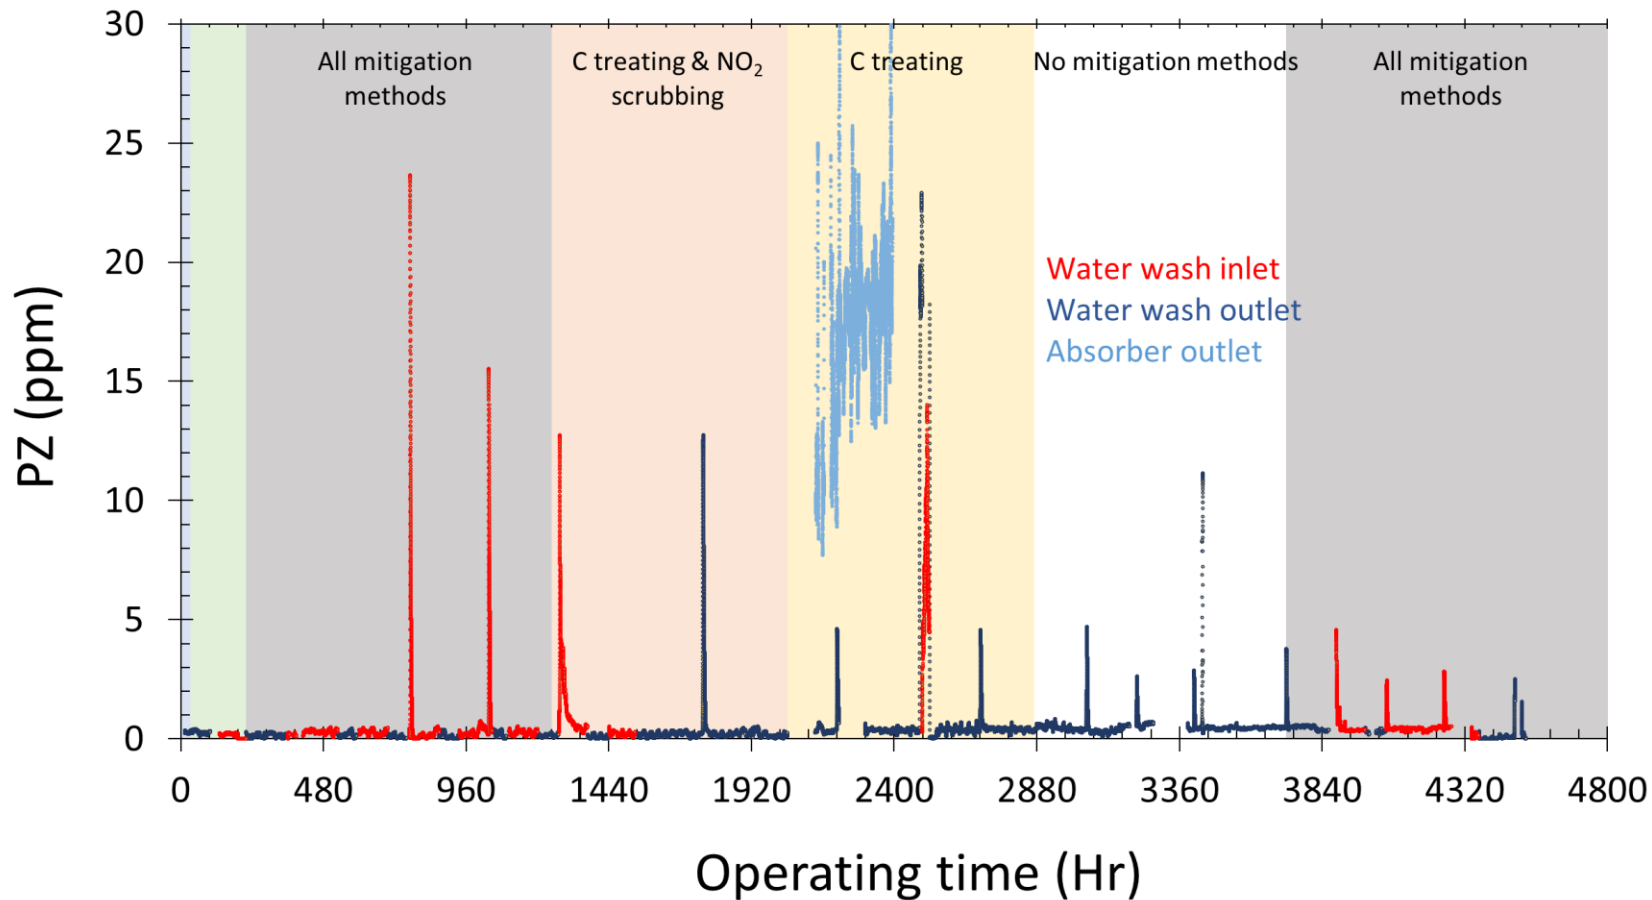 30
25
20
15
10
5
0
PZ (ppm)
All mitigation
methods
C treating & NO₂
scrubbing
C treating
No mitigation methods
All mitigation
methods
Water wash inlet
Water wash outlet
Absorber outlet
0 480 960 1440 1920 2400 2880 3360 3840 4320 4800
Operating time (Hr)